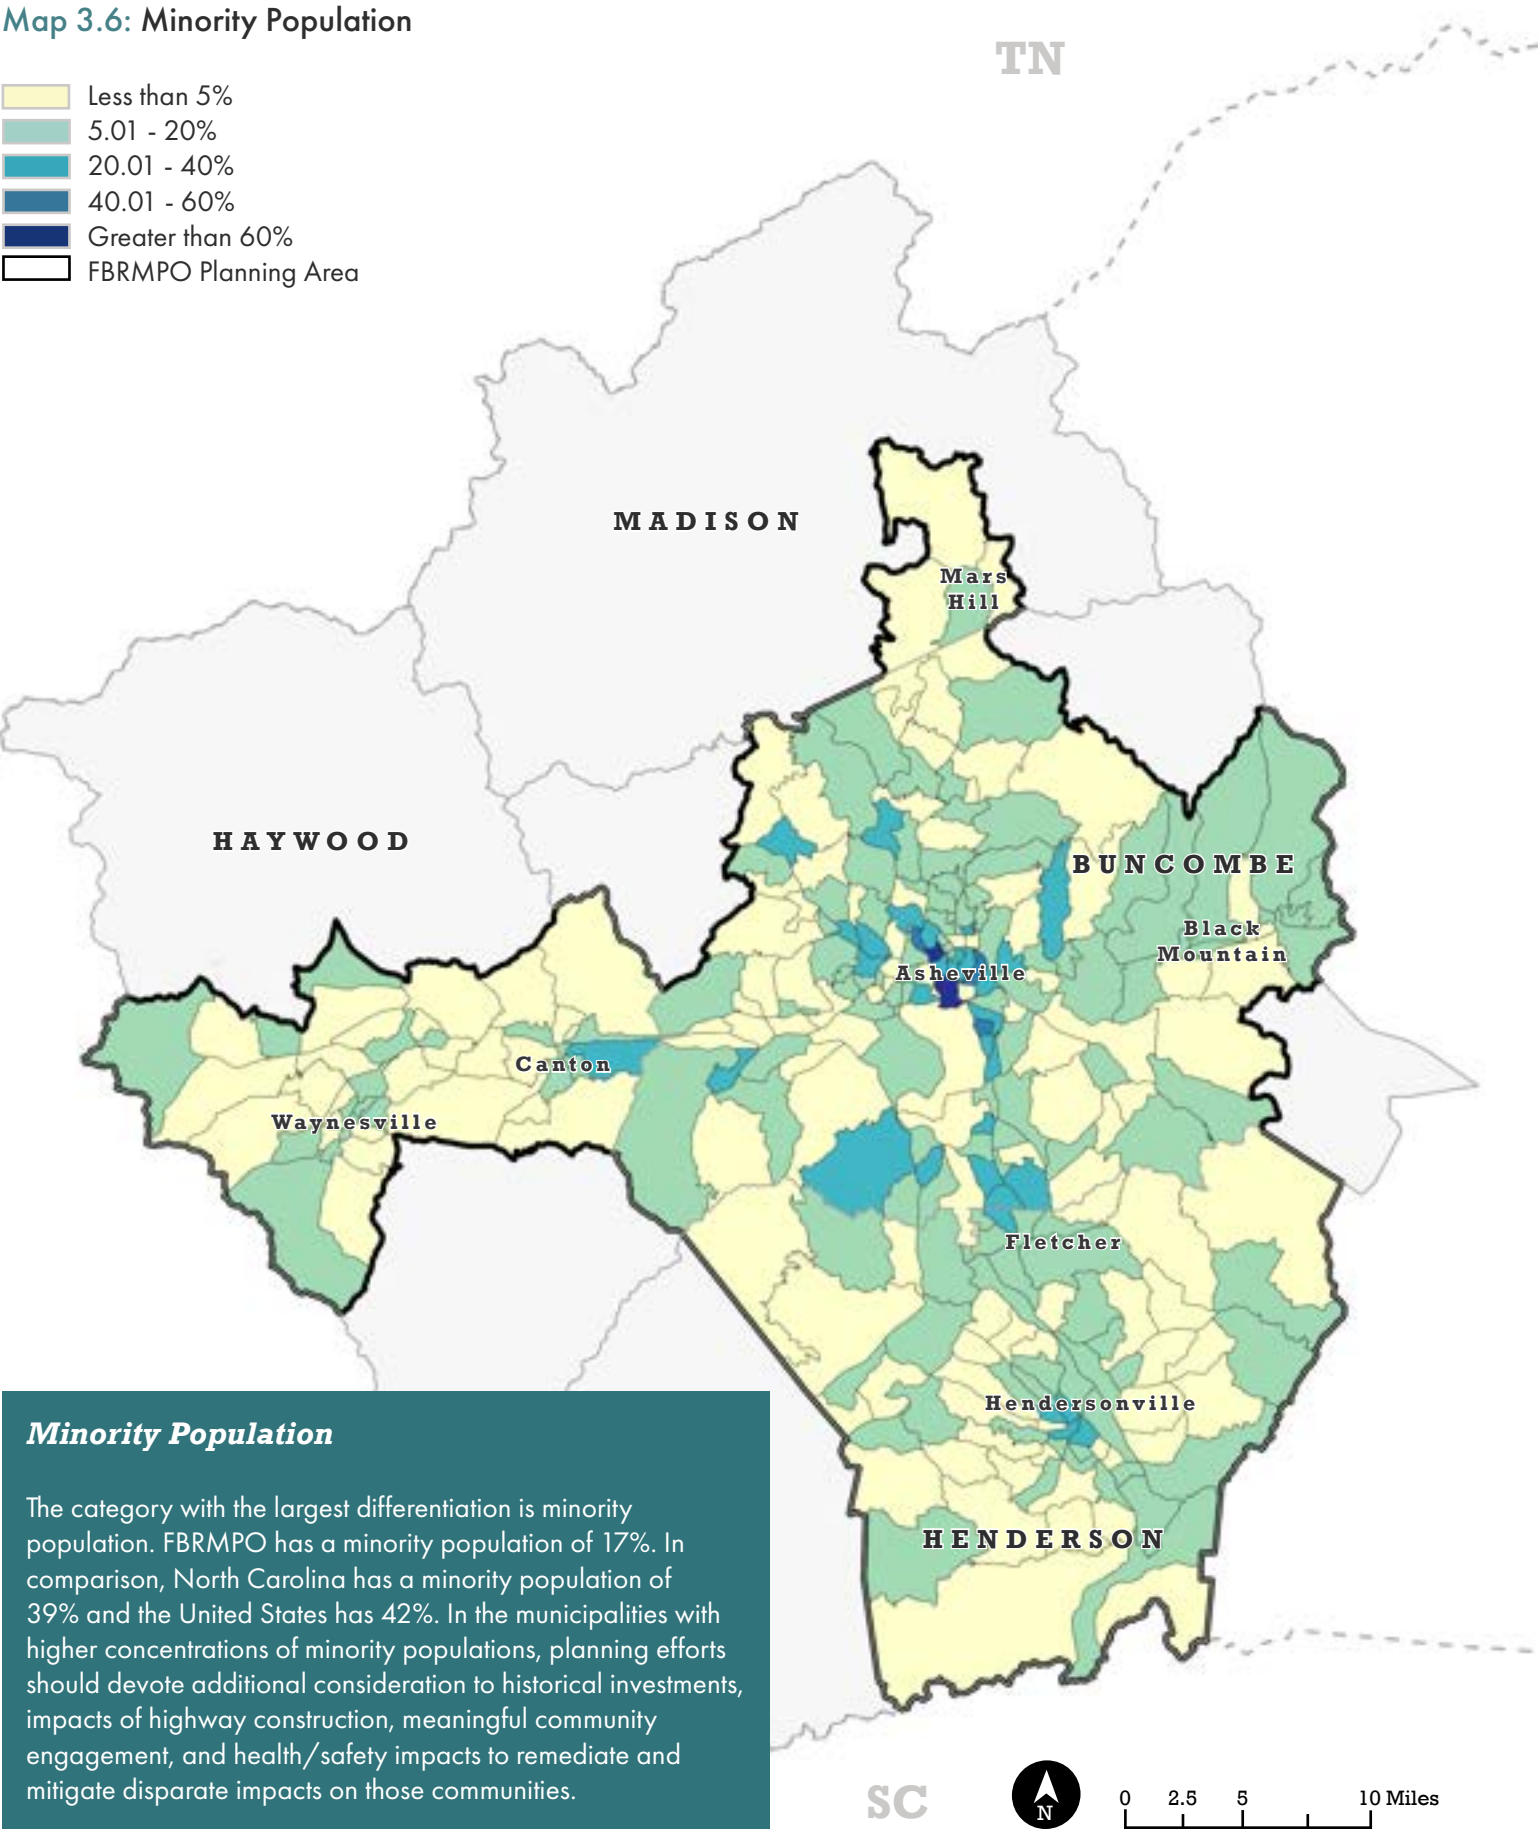 Map 3.6: Minority Population
Less than 5%
5.01 - 20%
20.01 - 40%
40.01 - 60%
Greater than 60%
FBRMPO Planning Area
TN
MADISON
Mars
Hill
HAYWOOD
BUNCOMBE
Black
Mountain
Asheville
Canton
Waynesville
Fletcher
Hendersonville
HENDERSON
Minority Population
The category with the largest differentiation is minority
population. FBRMPO has a minority population of 17%. In
comparison, North Carolina has a minority population of
39% and the United States has 42%. In the municipalities with
higher concentrations of minority populations, planning efforts
should devote additional consideration to historical investments,
impacts of highway construction, meaningful community
engagement, and health/safety impacts to remediate and
mitigate disparate impacts on those communities.
SC
N
0 2.5 5 10 Miles